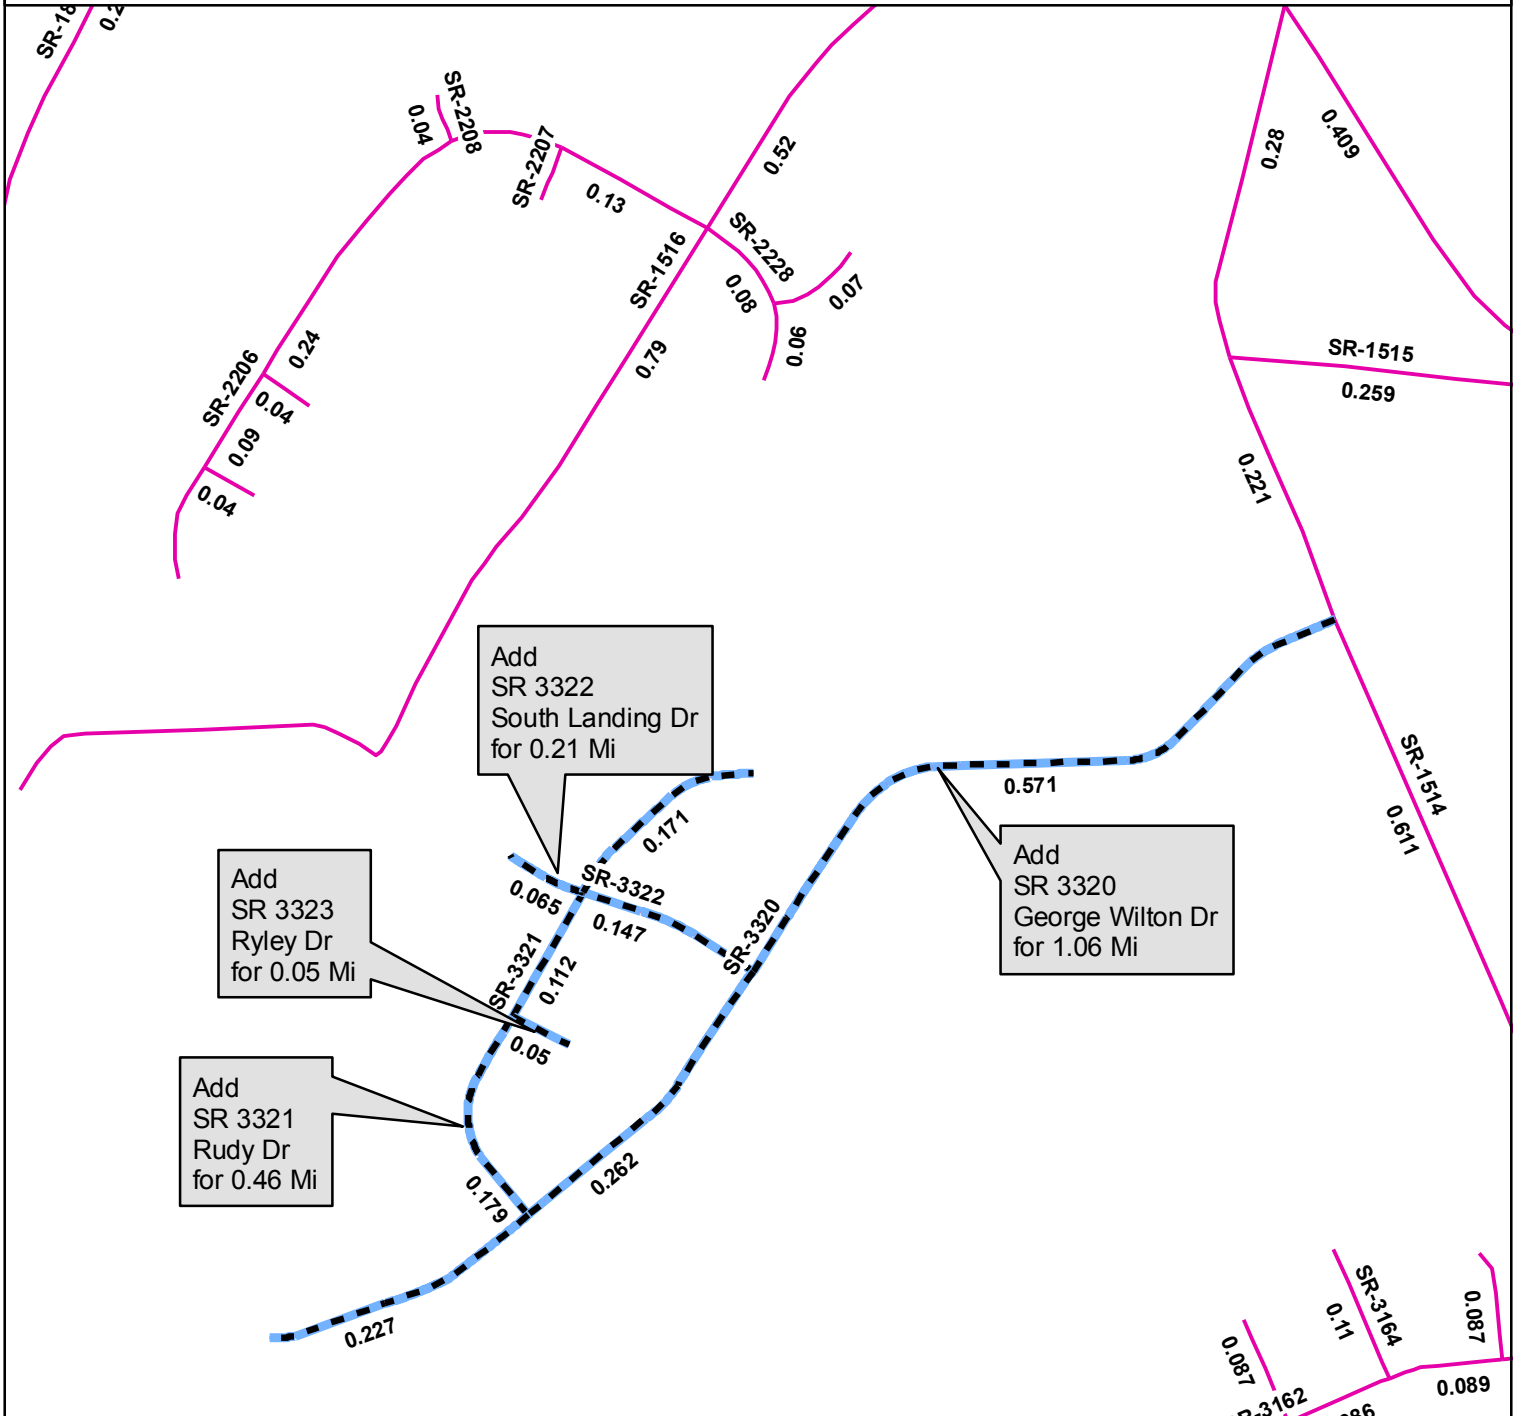 SR-18
0.2
SR-2208
0.04
SR-2207
0.13
0.52
SR-1516
SR-2228
0.08
0.07
0.06
0.79
0.28
0.409
SR-1515
0.259
0.221
SR-2206
0.24
0.04
0.09
0.04
Add
SR 3322
South Landing Dr
for 0.21 Mi
0.171
0.571
SR-1514
0.611
Add
SR 3320
George Wilton Dr
for 1.06 Mi
SR-3322
0.065
0.147
SR-3320
Add
SR 3323
Ryley Dr
for 0.05 Mi
SR-3321
0.112
0.05
Add
SR 3321
Rudy Dr
for 0.46 Mi
0.179
0.262
0.227
SR-3164
0.11
0.087
0.087
0.089
R-3162
86